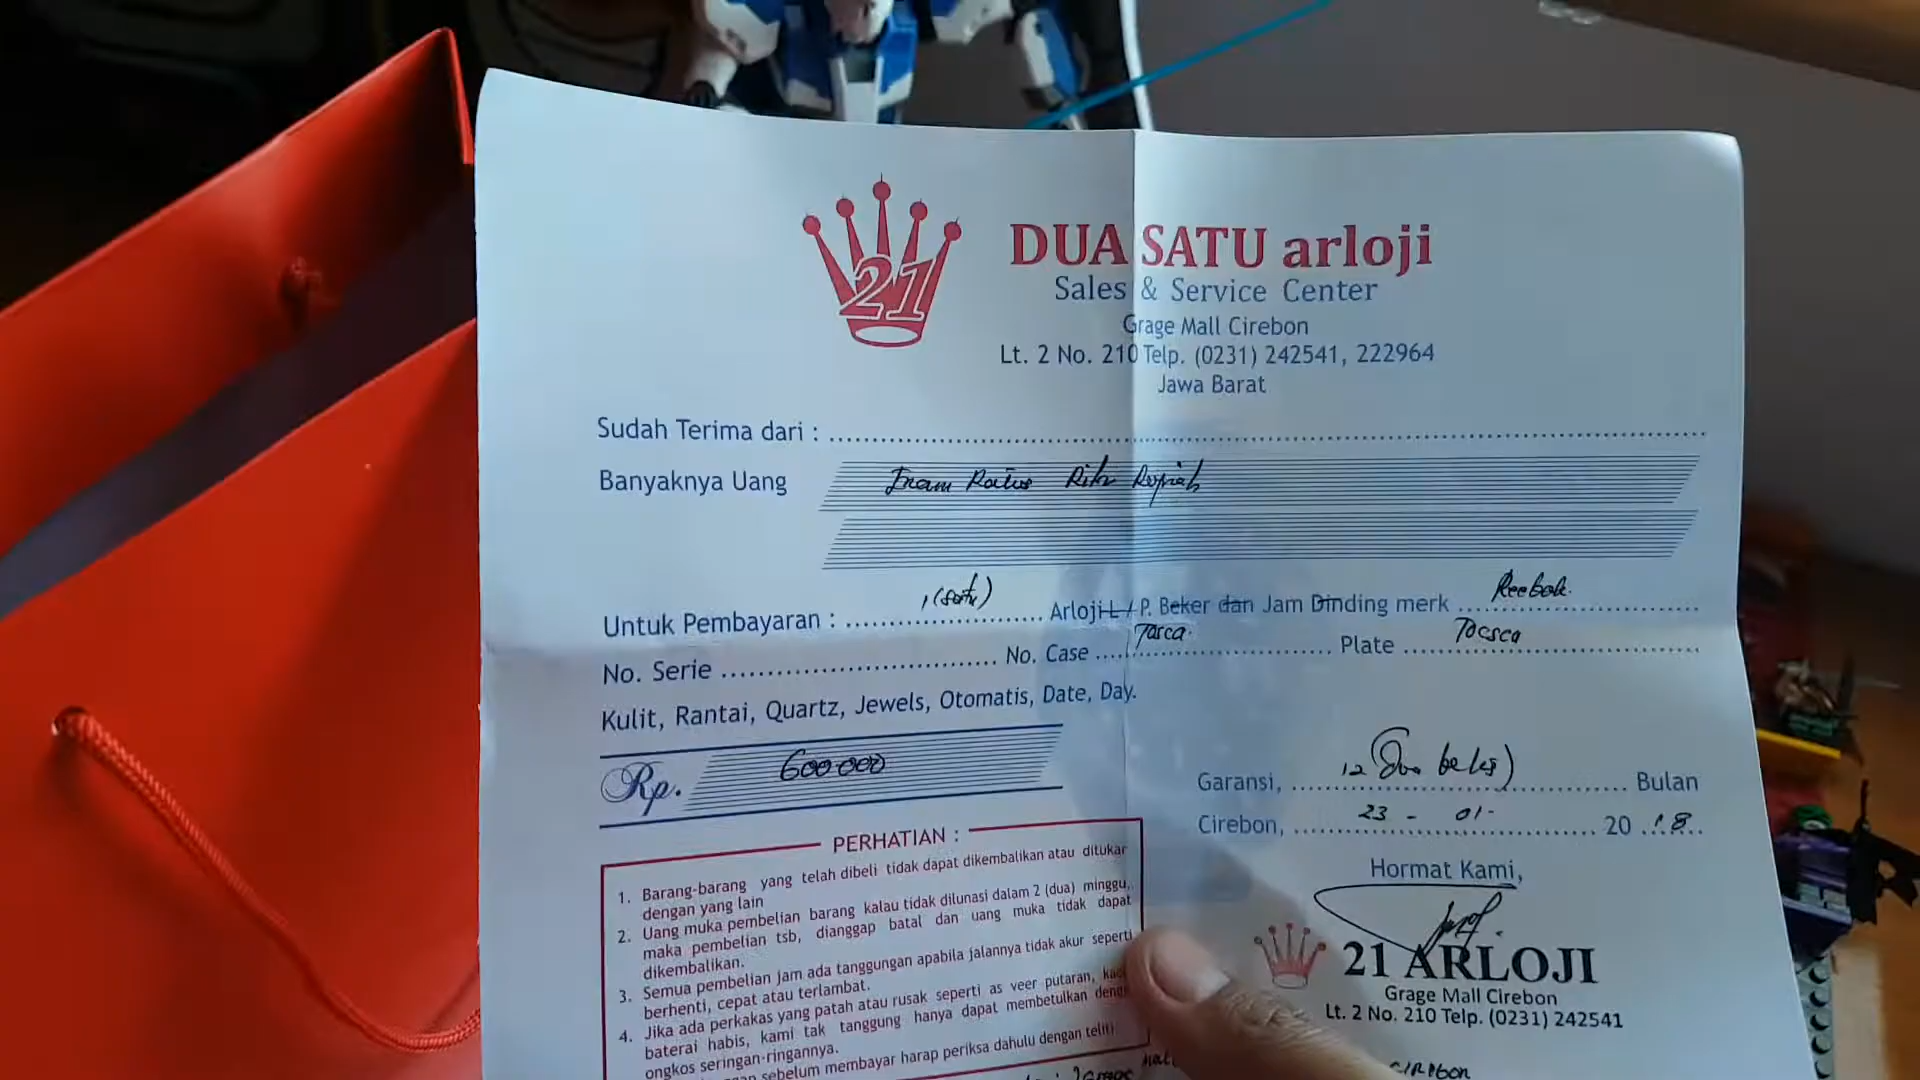 21
DUA SATU arloji
Sales & Service Center
Grage Mall Cirebon
Lt. 2 No. 210 Telp. (0231) 242541, 222964
Jawa Barat
Sudah Terima dari :
Banyaknya Uang Enam Ratus Ribu Rupiah
Untuk Pembayaran : 1 (satu) Arloji L / P. Beker dan Jam Dinding merk Reebok.
No. Serie No. Case Tosca Plate Tocsca
Kulit, Rantai, Quartz, Jewels, Otomatis, Date, Day.
Rp. 600.000
Garansi, 12 (Dua belas) Bulan
Cirebon, 23 - 01 - 2018
Hormat Kami,
21 ARLOJI
Grage Mall Cirebon
Lt. 2 No. 210 Telp. (0231) 242541
PERHATIAN :
1. Barang-barang yang telah dibeli tidak dapat dikembalikan atau ditukar
dengan yang lain
2. Uang muka pembelian barang kalau tidak dilunasi dalam 2 (dua) minggu,
maka pembelian tsb, dianggap batal dan uang muka tidak dapat
dikembalikan.
3. Semua pembelian jam ada tanggungan apabila jalannya tidak akur seperti
berhenti, cepat atau terlambat.
4. Jika ada perkakas yang patah atau rusak seperti as veer putaran,
baterai habis, kami tak tanggung hanya dapat membetulkan
ongkos seringan-ringannya.
sebelum membayar harap periksa dahulu dengan teliti
CIREBON